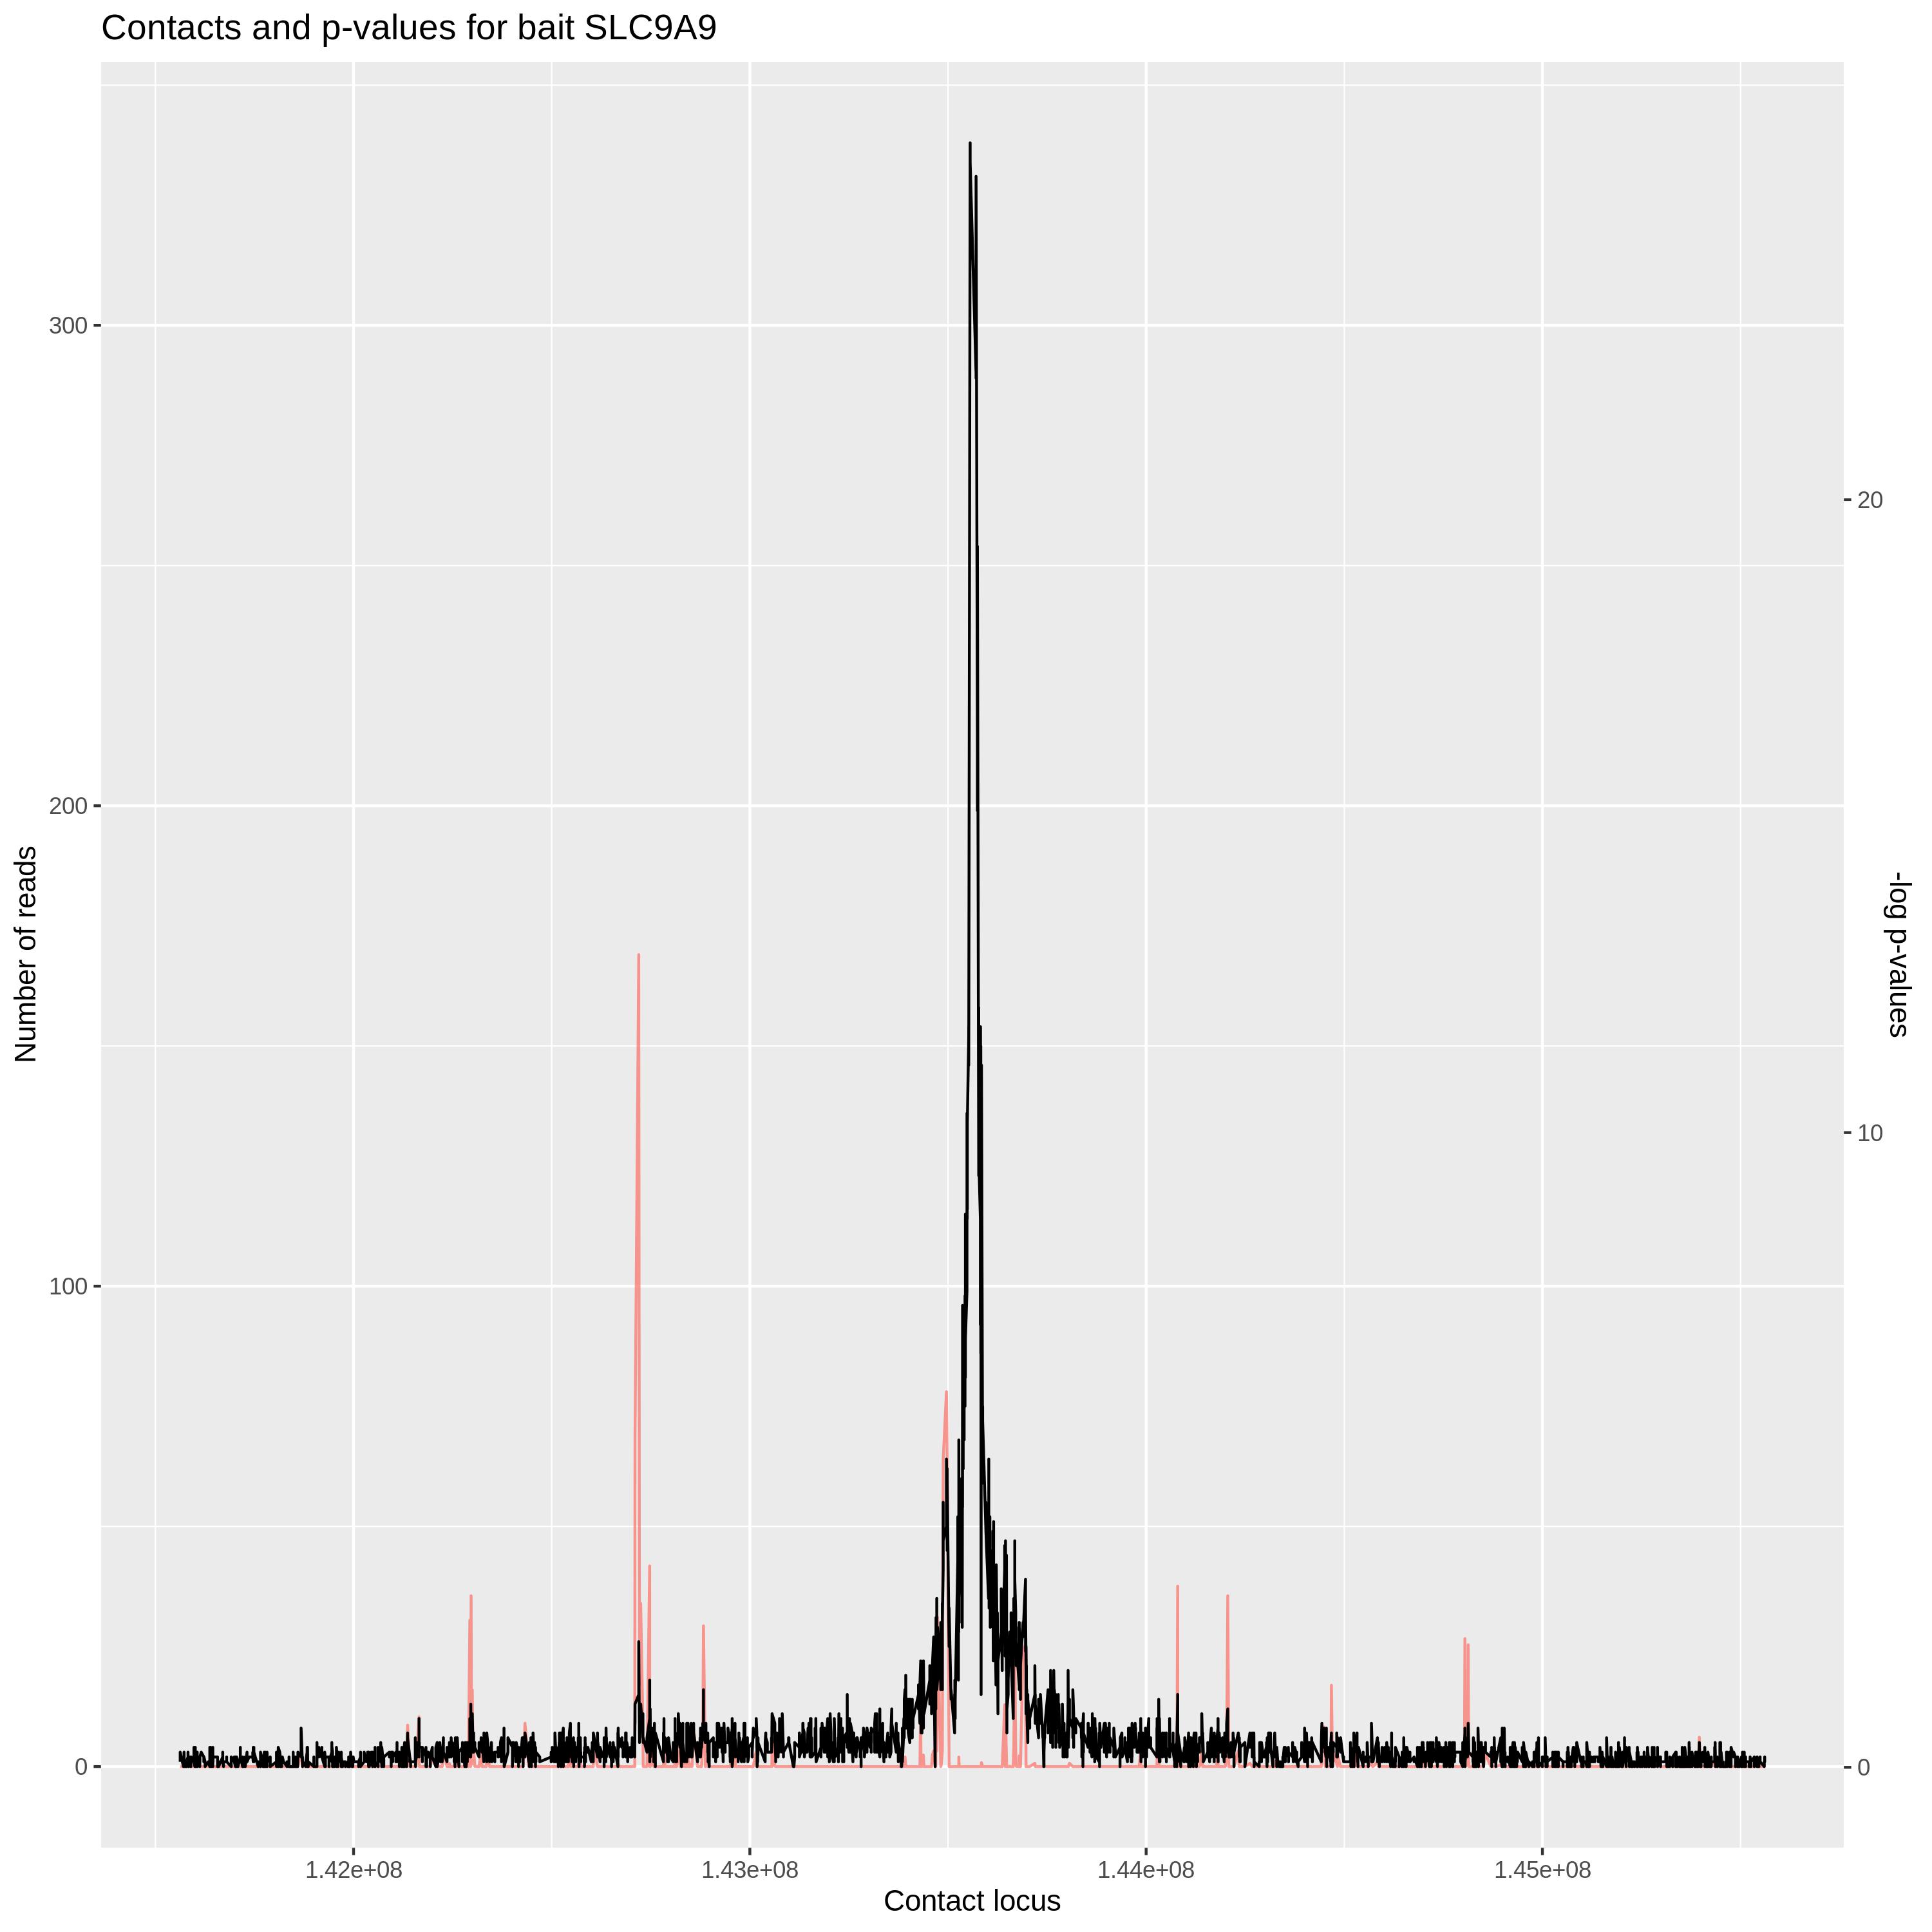 Contacts and p-values for bait SLC9A9
300
200
100
0
Number of reads
20
10
0
-log p-values
1.42e+08
1.43e+08
1.44e+08
1.45e+08
Contact locus